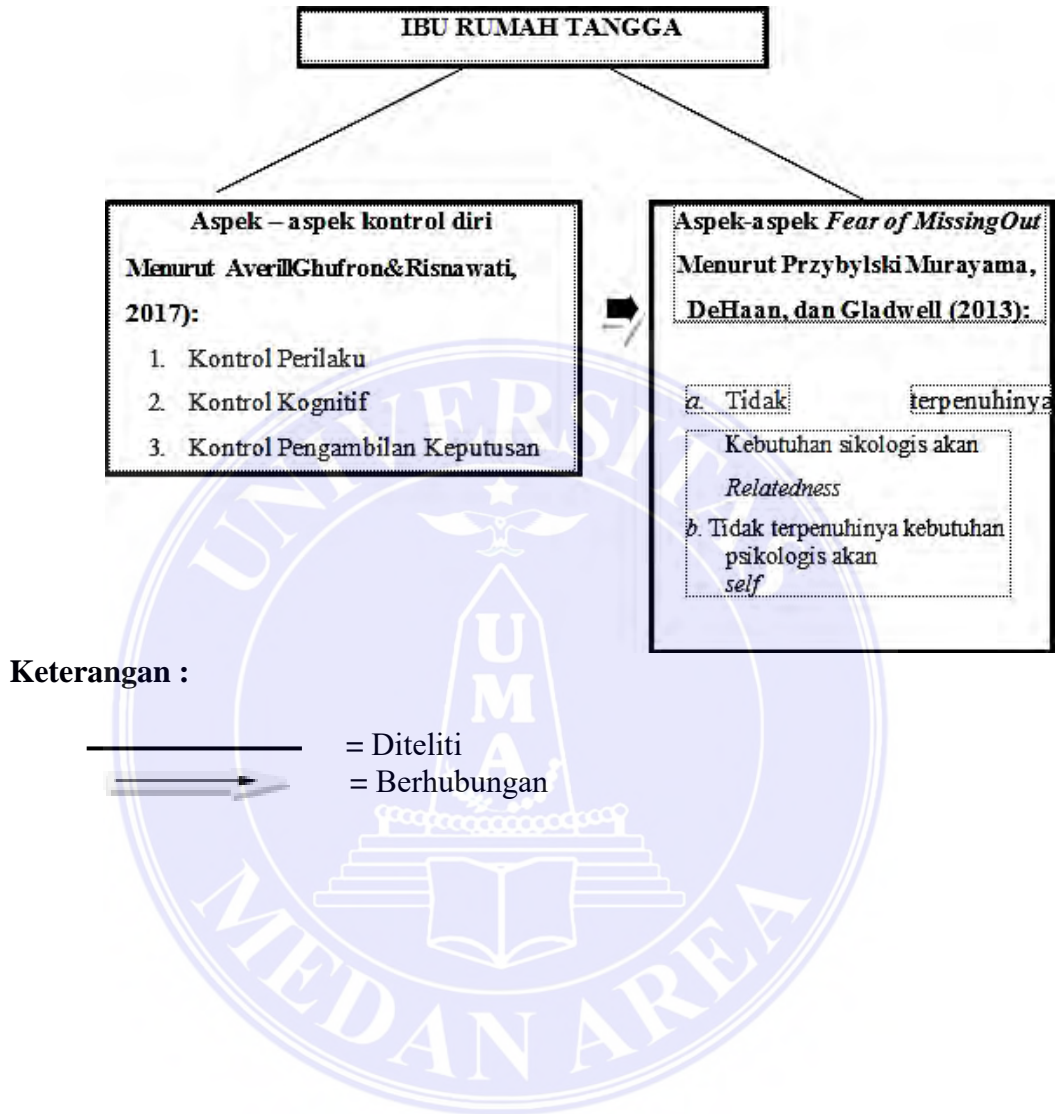 IBU RUMAH TANGGA
Aspek – aspek kontrol diri
Menurut AverillGhufron&Risnawati,
2017):
1. Kontrol Perilaku
2. Kontrol Kognitif
3. Kontrol Pengambilan Keputusan
Aspek-aspek Fear of MissingOut
Menurut Przybylski Murayama,
DeHaan, dan Gladwell (2013):
a. Tidak terpenuhinya
Kebutuhan sikologis akan
Relatedness
b. Tidak terpenuhinya kebutuhan
psikologis akan
self
Keterangan :
= Diteliti
= Berhubungan
UNIVERSITAS
UMA
MEDAN AREA